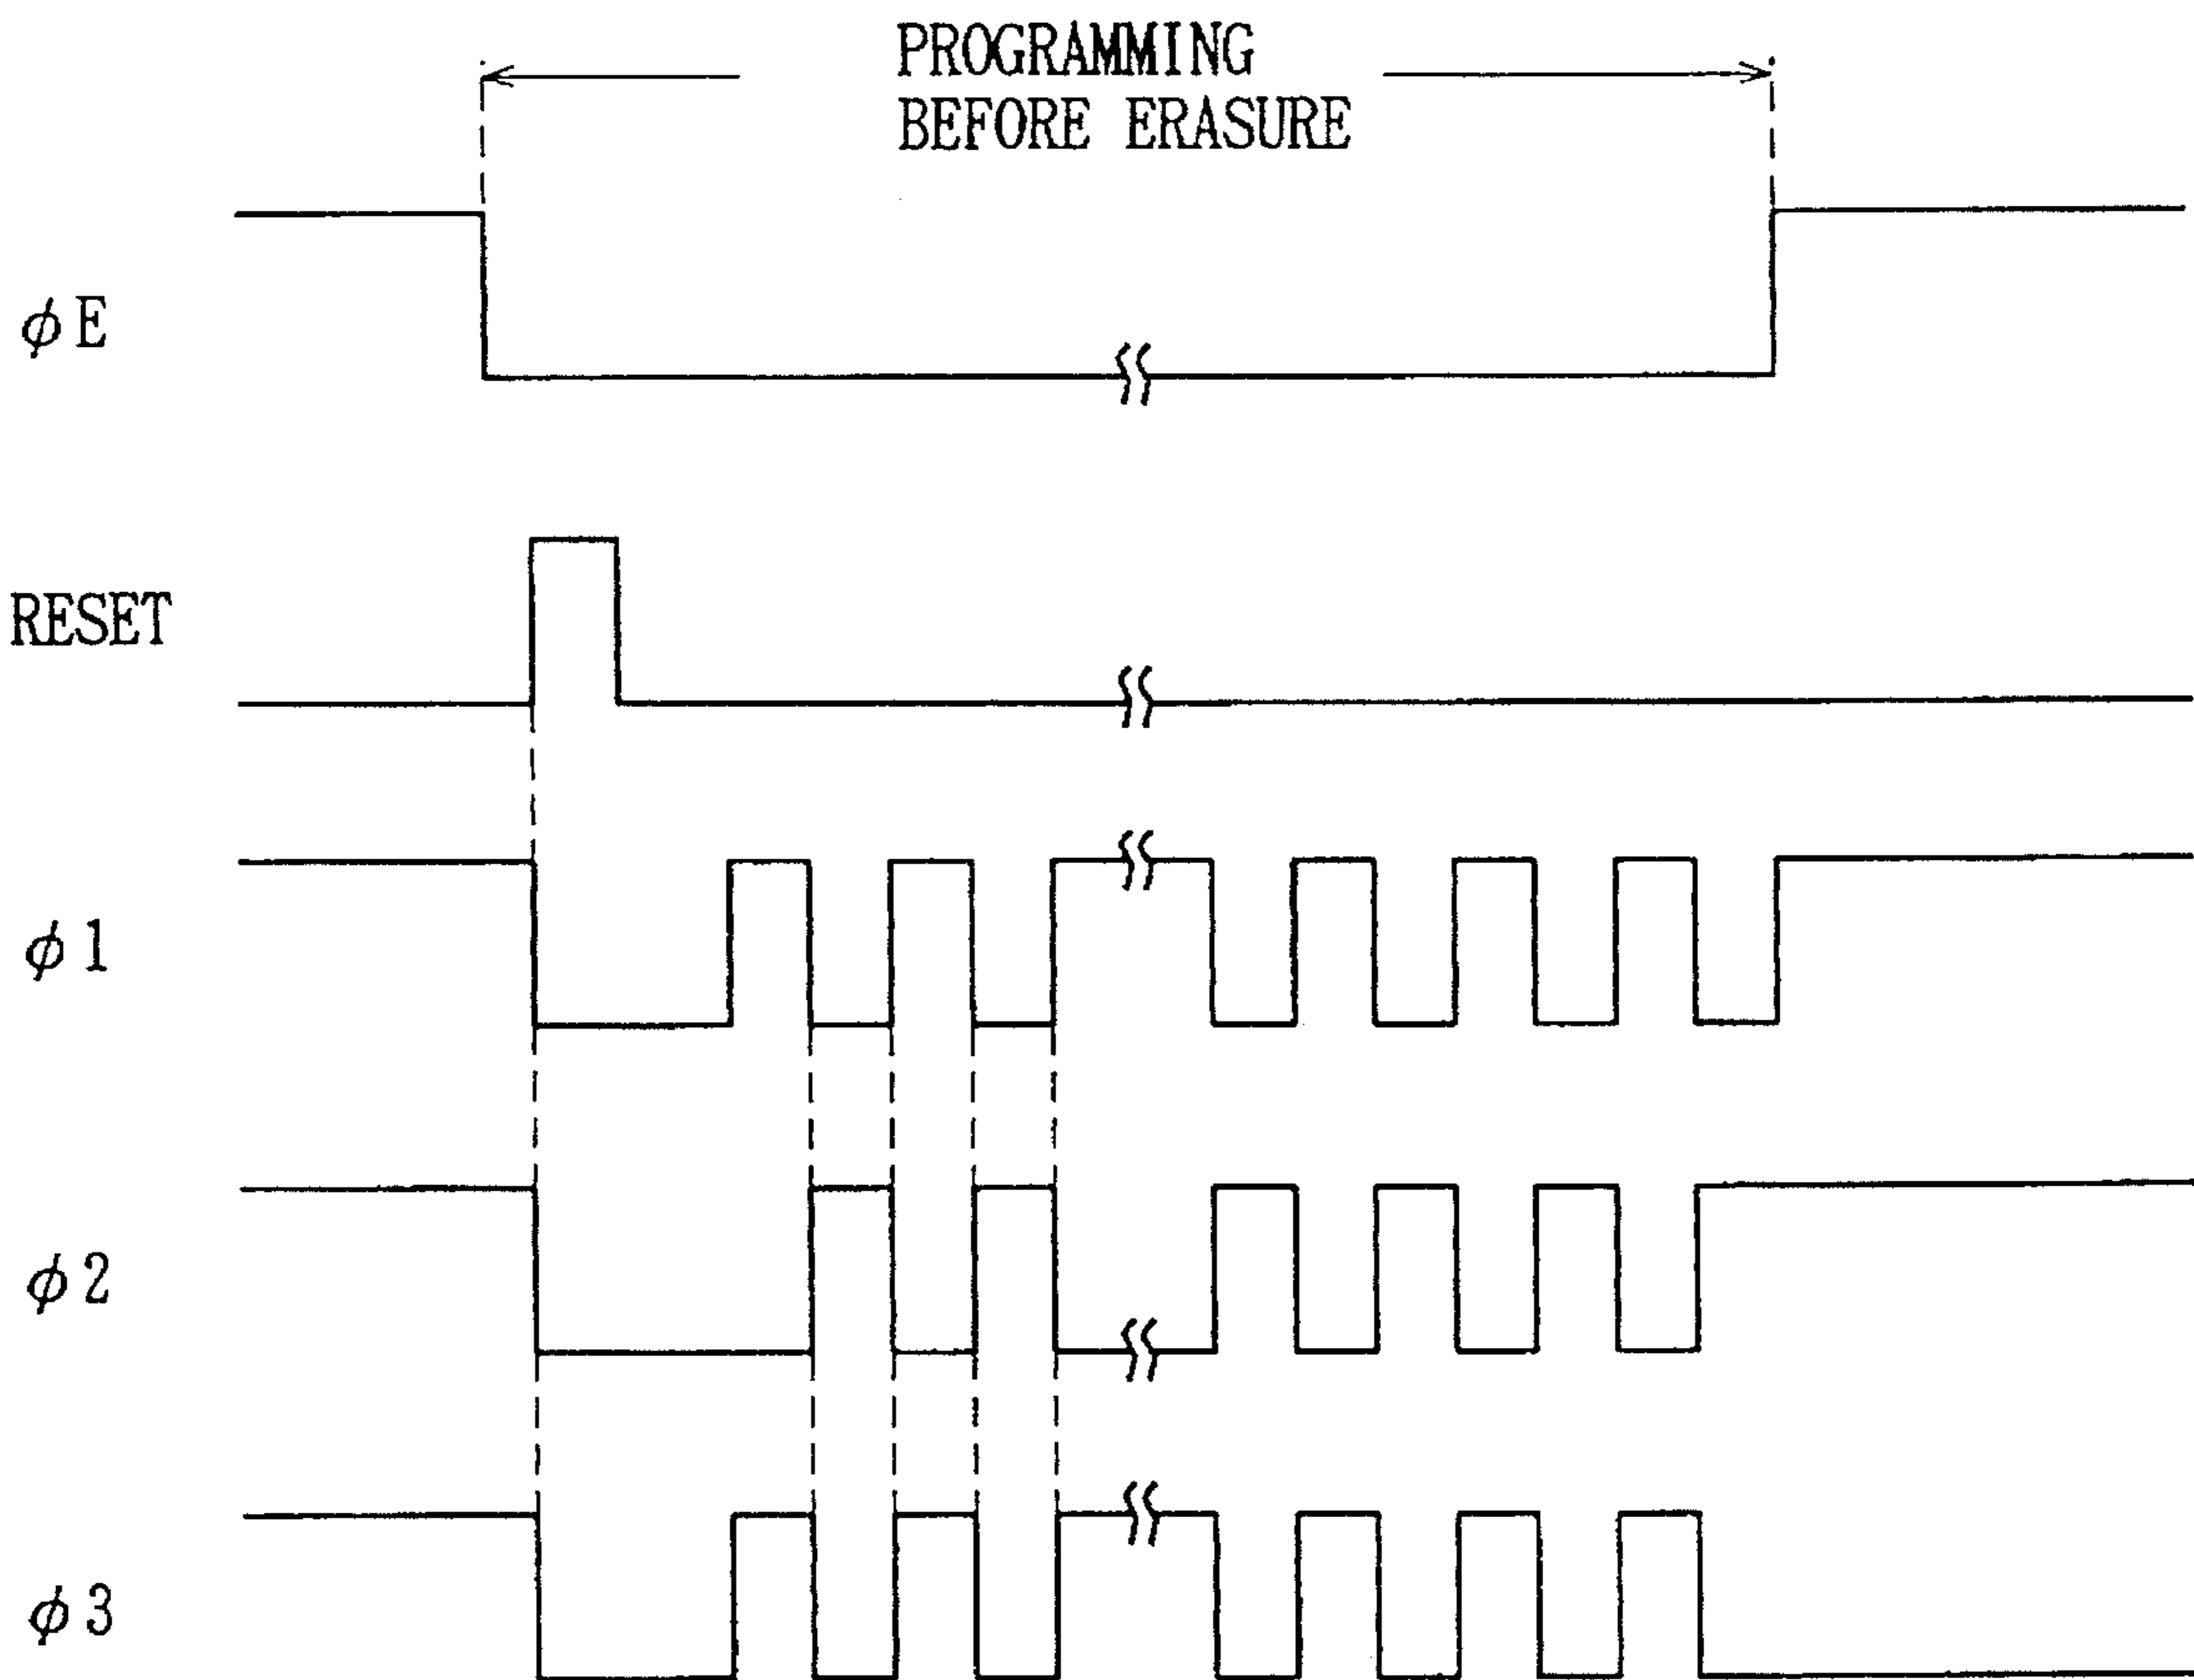 PROGRAMMING
BEFORE ERASURE
φE
RESET
φ1
φ2
φ3